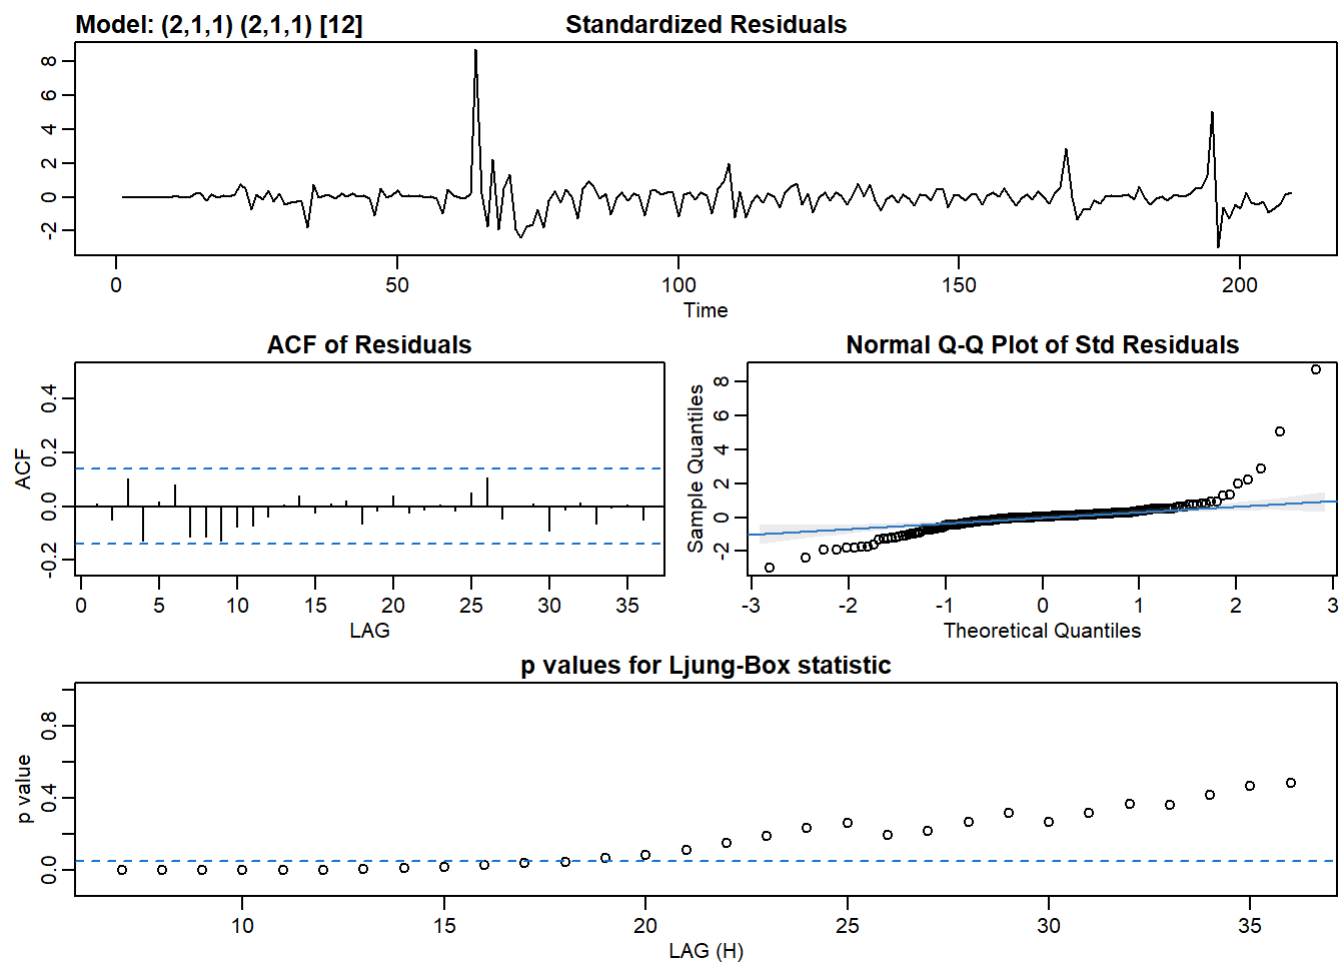 Model: (2,1,1) (2,1,1) [12] Standardized Residuals
8
6
4
2
0
-2
0 50 100 150 200
Time
ACF of Residuals
ACF
0.4
0.2
0.0
-0.2
0 5 10 15 20 25 30 35
LAG
Normal Q-Q Plot of Std Residuals
Sample Quantiles
8
6
4
2
0
-2
-3 -2 -1 0 1 2 3
Theoretical Quantiles
p values for Ljung-Box statistic
p value
0.8
0.4
0.0
10 15 20 25 30 35
LAG (H)